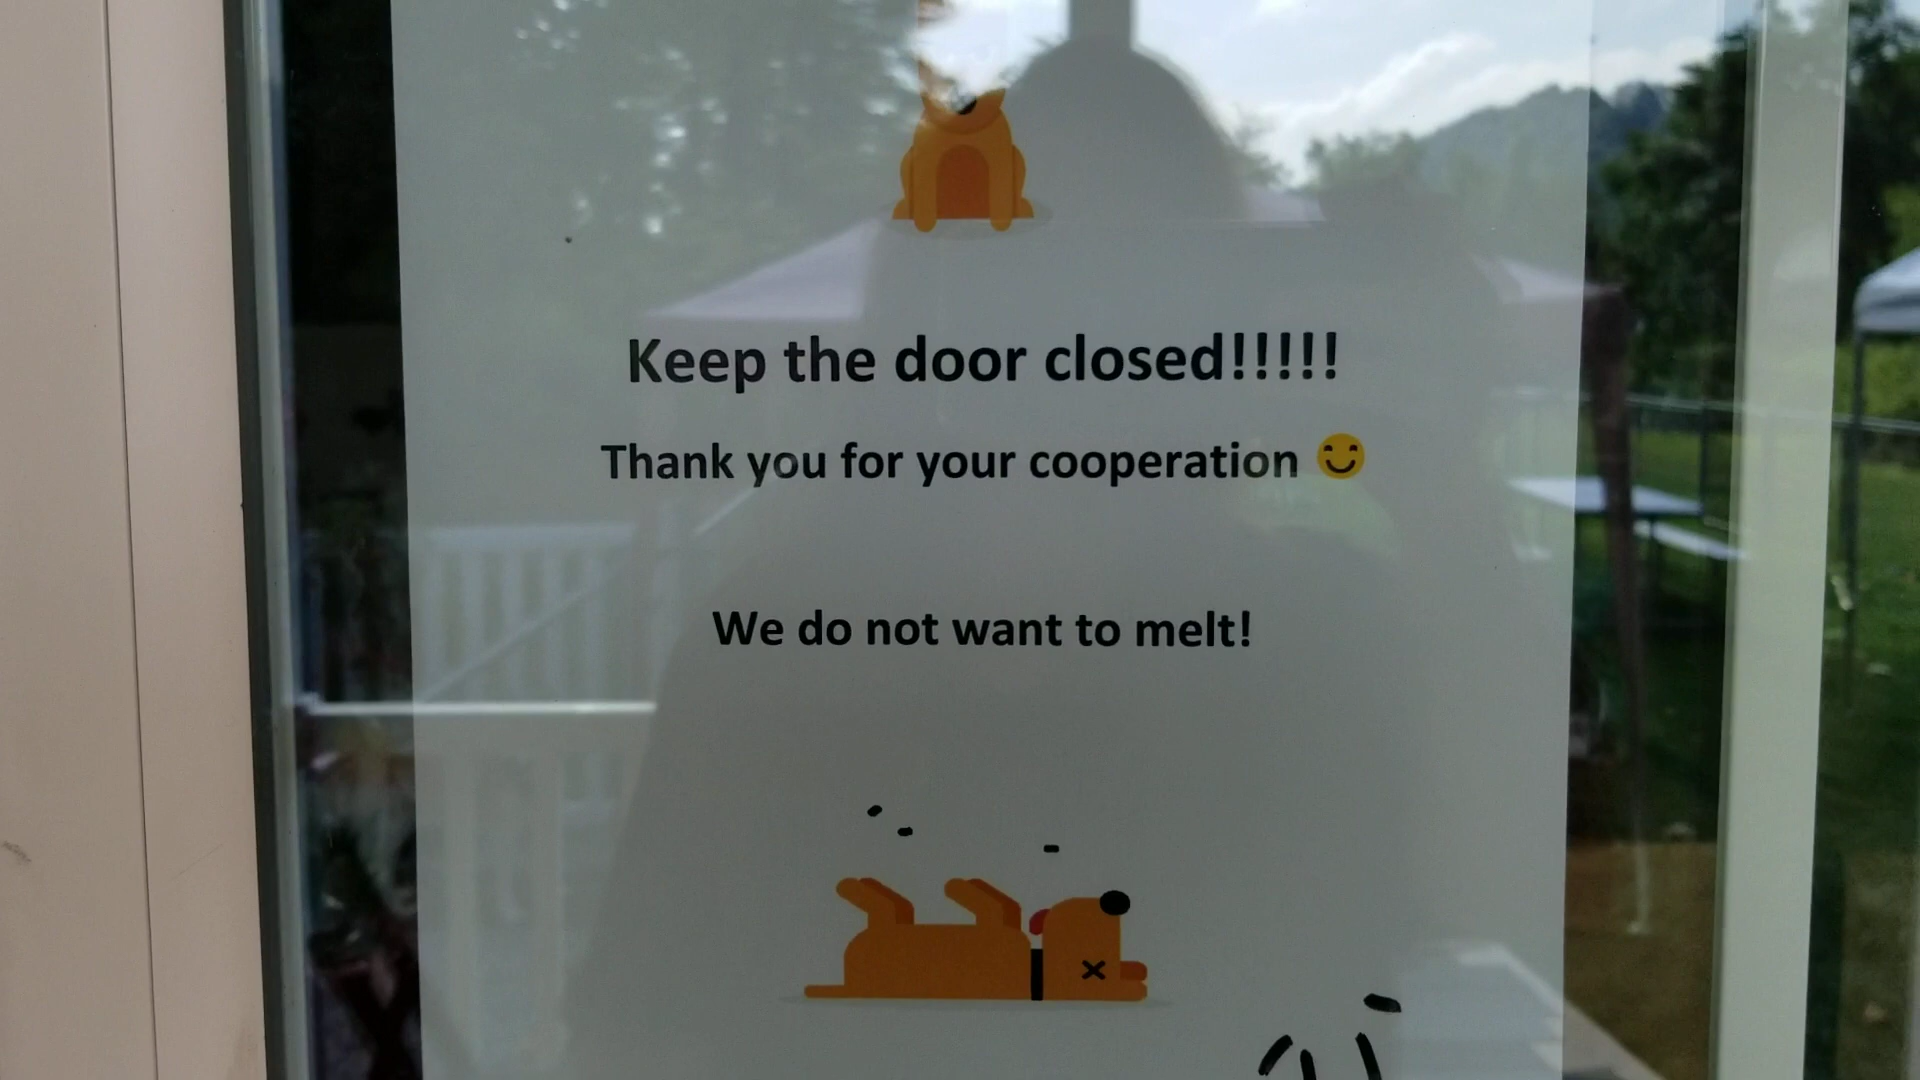 Keep the door closed!!!!!
Thank you for your cooperation 😊
We do not want to melt!